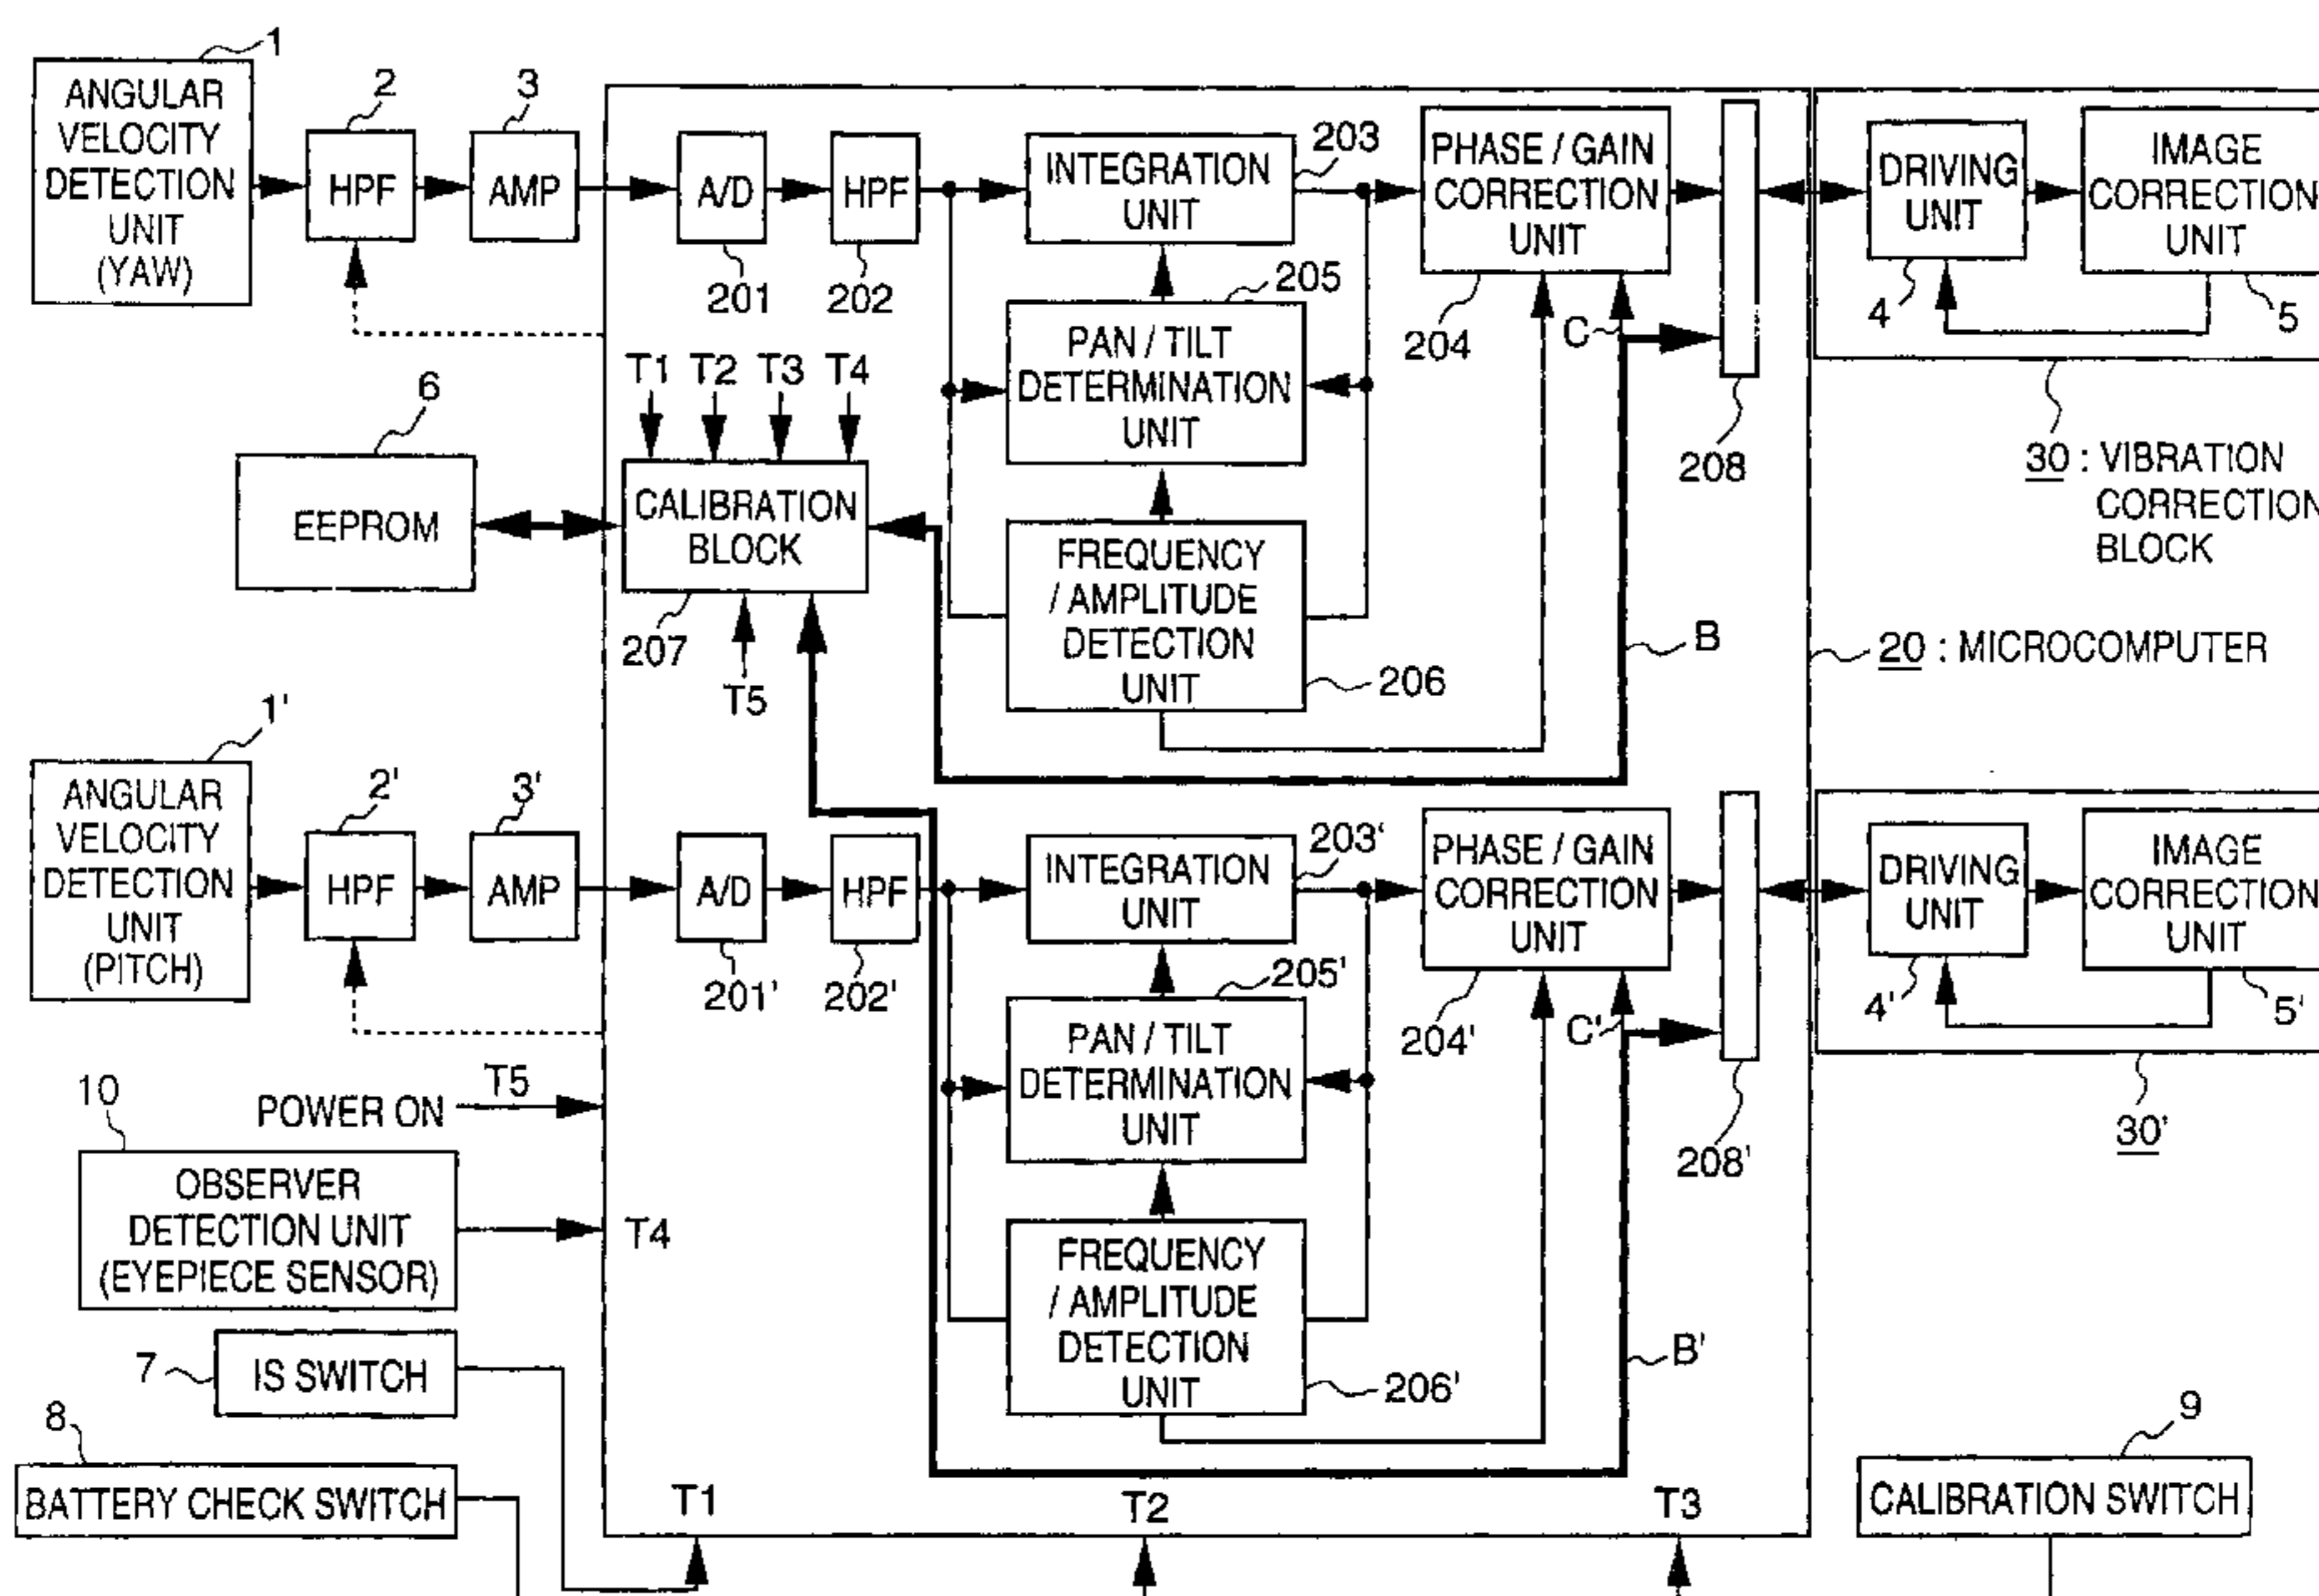 1
ANGULAR
VELOCITY
DETECTION
UNIT
(YAW)
2
HPF
3
AMP
A/D
201
HPF
202
INTEGRATION
UNIT
203
PHASE / GAIN
CORRECTION
UNIT
204
C
208
DRIVING
UNIT
4
IMAGE
CORRECTION
UNIT
5
30 : VIBRATION
CORRECTION
BLOCK
205
PAN / TILT
DETERMINATION
UNIT
T1 T2 T3 T4
6
EEPROM
CALIBRATION
BLOCK
207
T5
FREQUENCY
/ AMPLITUDE
DETECTION
UNIT
206
B
20 : MICROCOMPUTER
1'
ANGULAR
VELOCITY
DETECTION
UNIT
(PITCH)
2'
HPF
3'
AMP
A/D
201'
HPF
202'
INTEGRATION
UNIT
203'
PHASE / GAIN
CORRECTION
UNIT
204'
C'
208'
DRIVING
UNIT
4'
IMAGE
CORRECTION
UNIT
5'
30'
205'
PAN / TILT
DETERMINATION
UNIT
POWER ON
T5
10
OBSERVER
DETECTION UNIT
(EYEPIECE SENSOR)
T4
FREQUENCY
/ AMPLITUDE
DETECTION
UNIT
206'
B'
7
IS SWITCH
8
BATTERY CHECK SWITCH
T1
T2
T3
9
CALIBRATION SWITCH